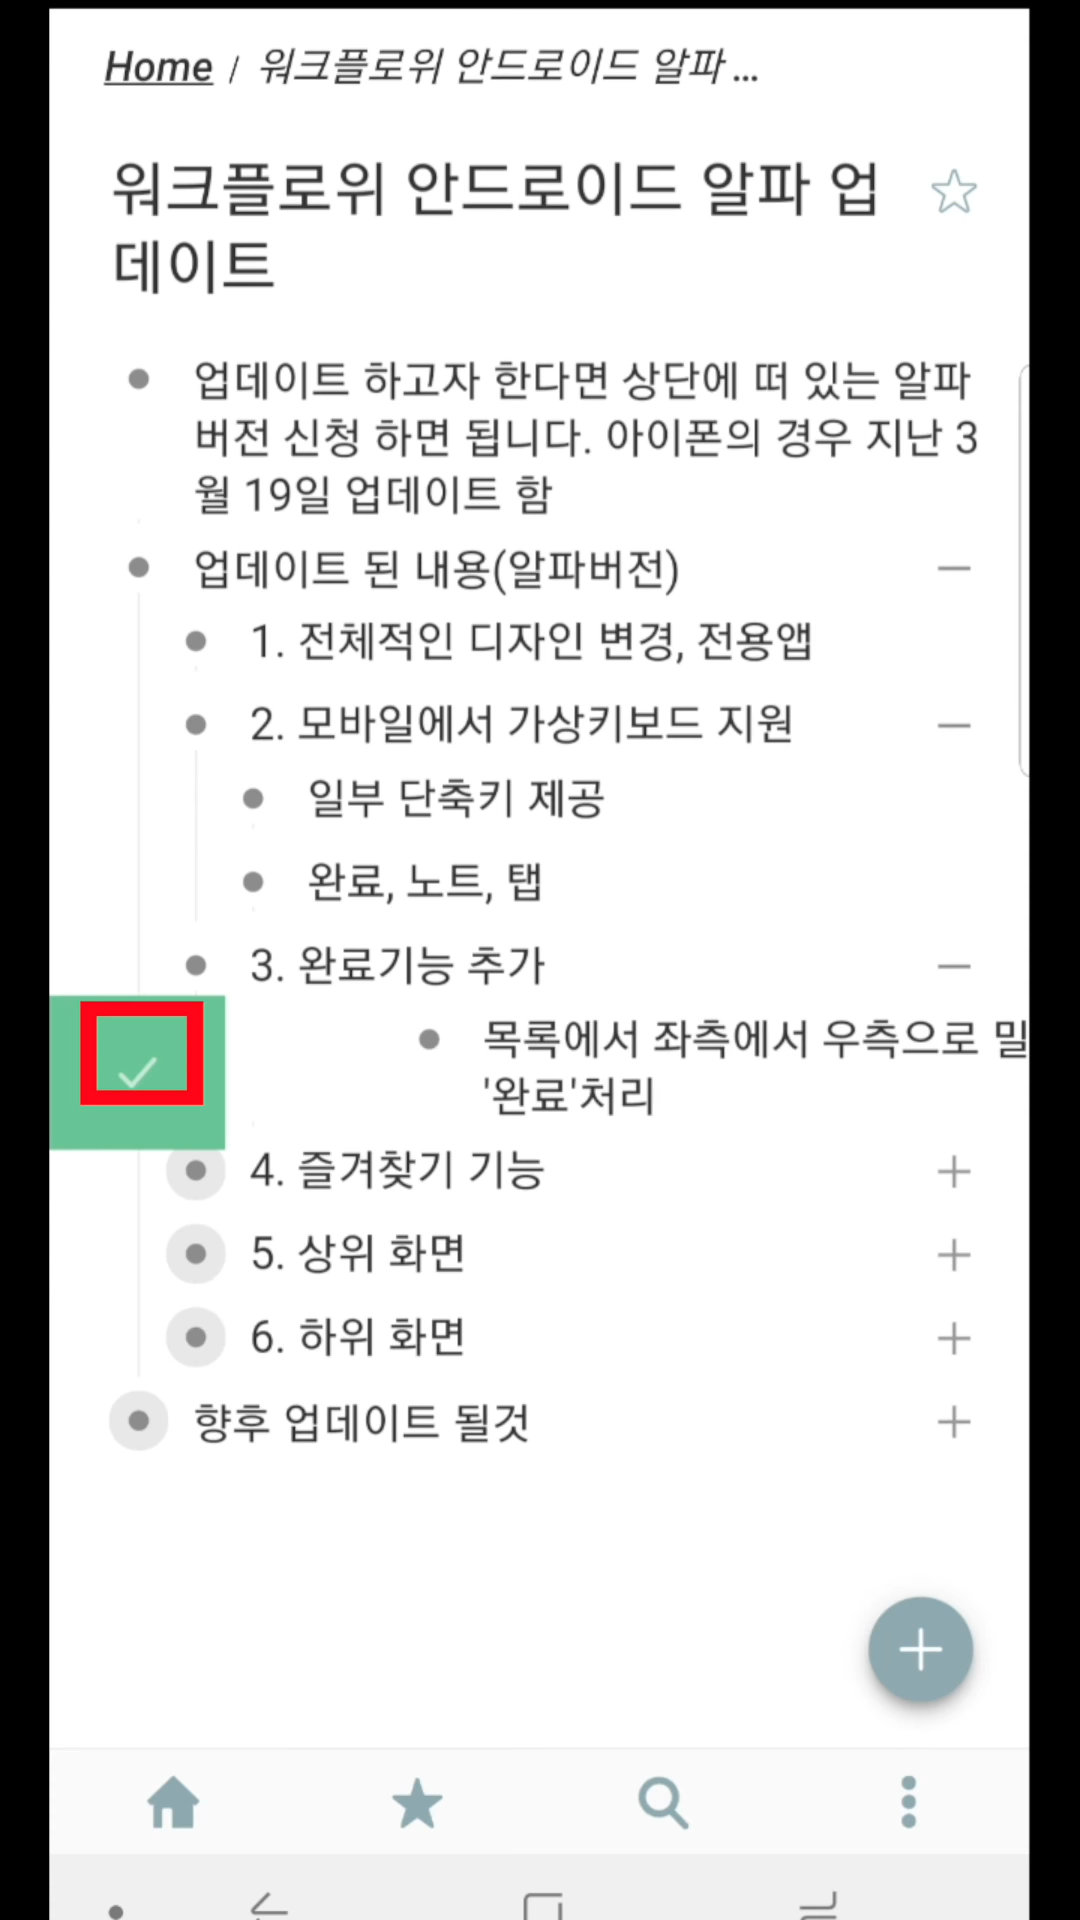 Home / 워크플로위 안드로이드 알파 ...
워크플로위 안드로이드 알파 업
데이트
업데이트 하고자 한다면 상단에 떠 있는 알파
버전 신청 하면 됩니다. 아이폰의 경우 지난 3
월 19일 업데이트 함
업데이트 된 내용(알파버전)
1. 전체적인 디자인 변경, 전용앱
2. 모바일에서 가상키보드 지원
일부 단축키 제공
완료, 노트, 탭
3. 완료기능 추가
목록에서 좌측에서 우측으로 밀
'완료'처리
4. 즐겨찾기 기능
5. 상위 화면
6. 하위 화면
향후 업데이트 될것